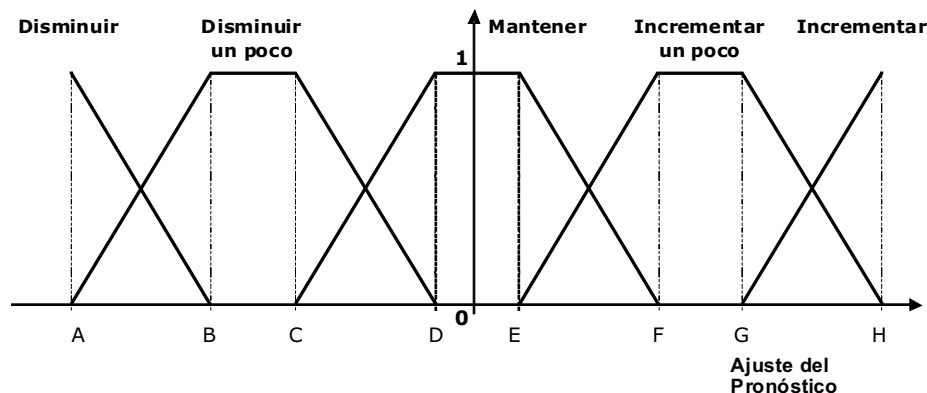 Disminuir
Disminuir
un poco
Mantener
Incrementar
un poco
Incrementar
1
0
A B C D E F G H
Ajuste del
Pronóstico